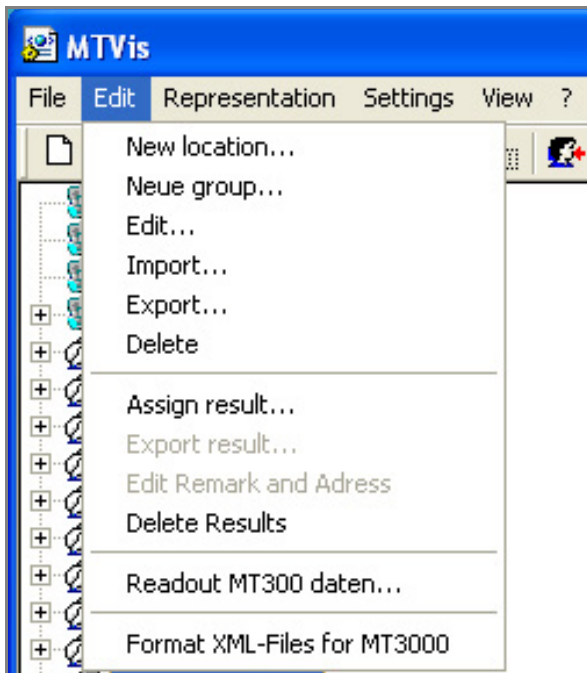 MTVis
File Edit Representation Settings View ?
New location...
Neue group...
Edit...
Import...
Export...
Delete
Assign result...
Export result...
Edit Remark and Adress
Delete Results
Readout MT300 daten...
Format XML-Files for MT3000